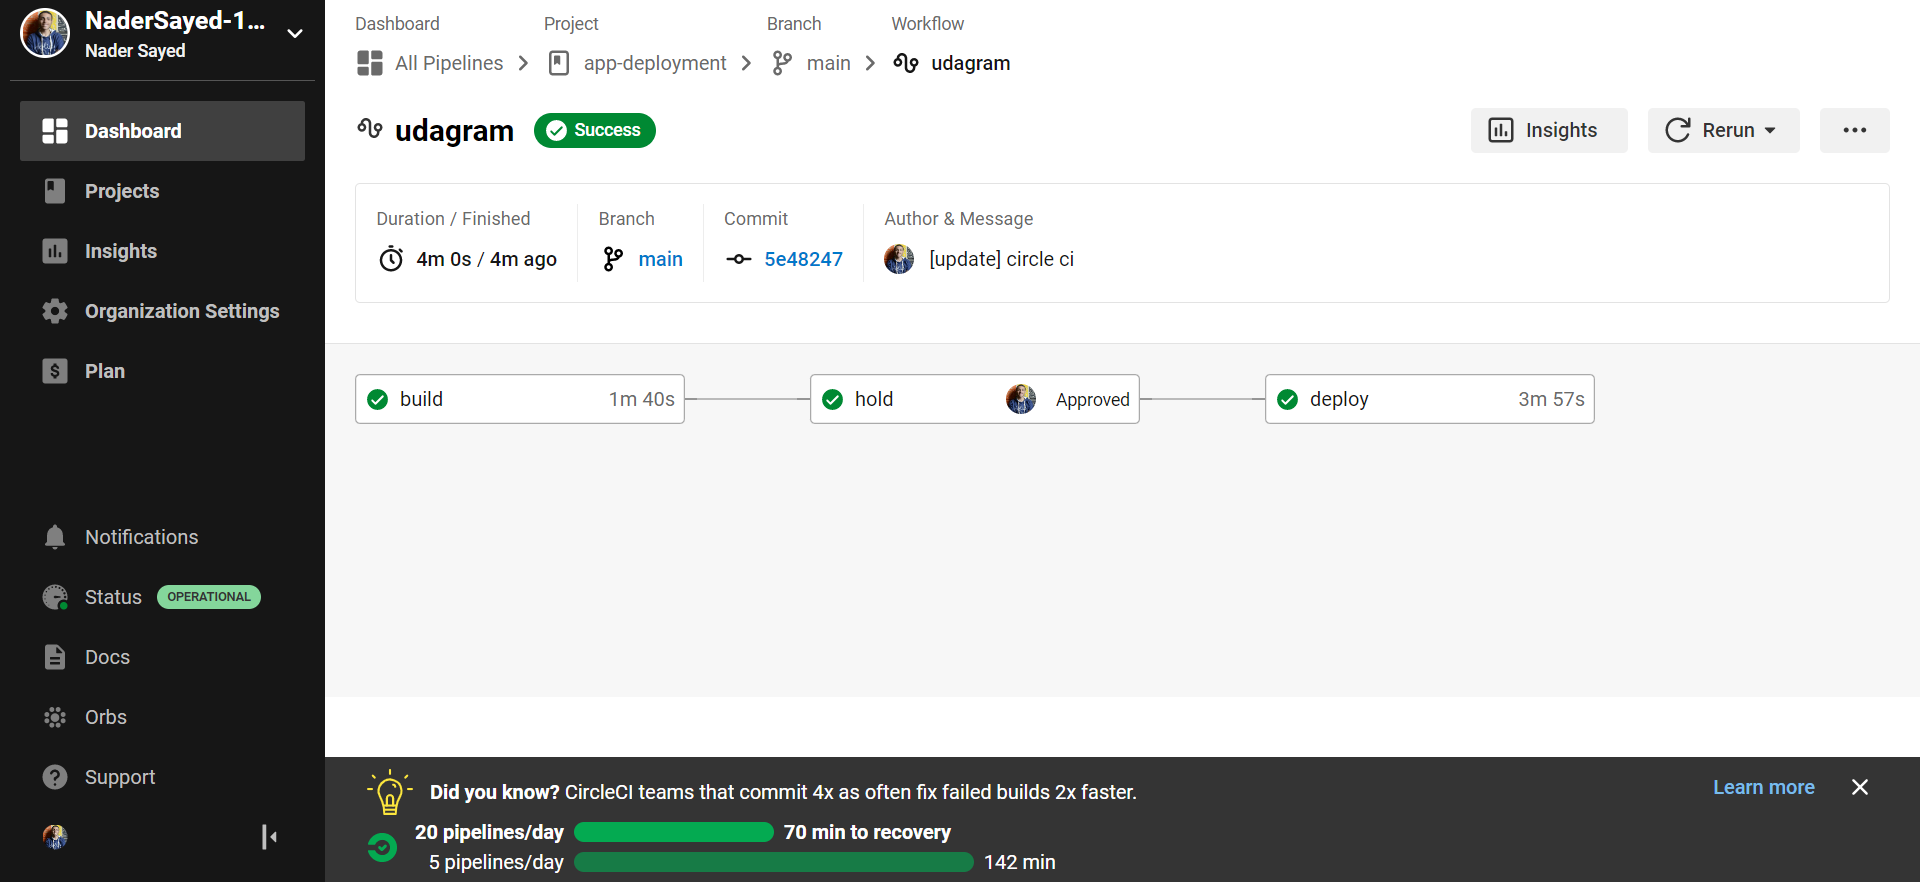 NaderSayed-1...
Nader Sayed
Dashboard
Projects
Insights
Organization Settings
Plan
Notifications
Status OPERATIONAL
Docs
Orbs
Support
Dashboard Project Branch Workflow
All Pipelines app-deployment main udagram
udagram Success
Insights Rerun
Duration / Finished Branch Commit Author & Message
4m 0s / 4m ago main 5e48247 [update] circle ci
build 1m 40s hold Approved deploy 3m 57s
Did you know? CircleCI teams that commit 4x as often fix failed builds 2x faster.
Learn more
20 pipelines/day 70 min to recovery
5 pipelines/day 142 min